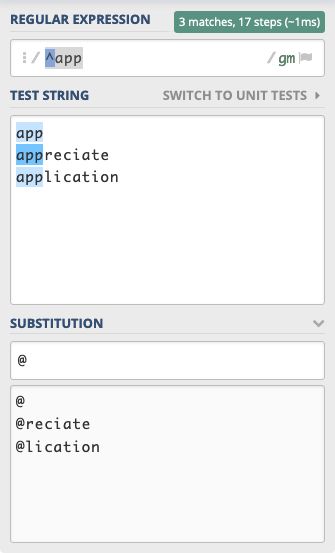 REGULAR EXPRESSION 3 matches, 17 steps (~1ms)
/ ^app / gm
TEST STRING SWITCH TO UNIT TESTS
app
appreciate
application
SUBSTITUTION
@
@
@reciate
@lication